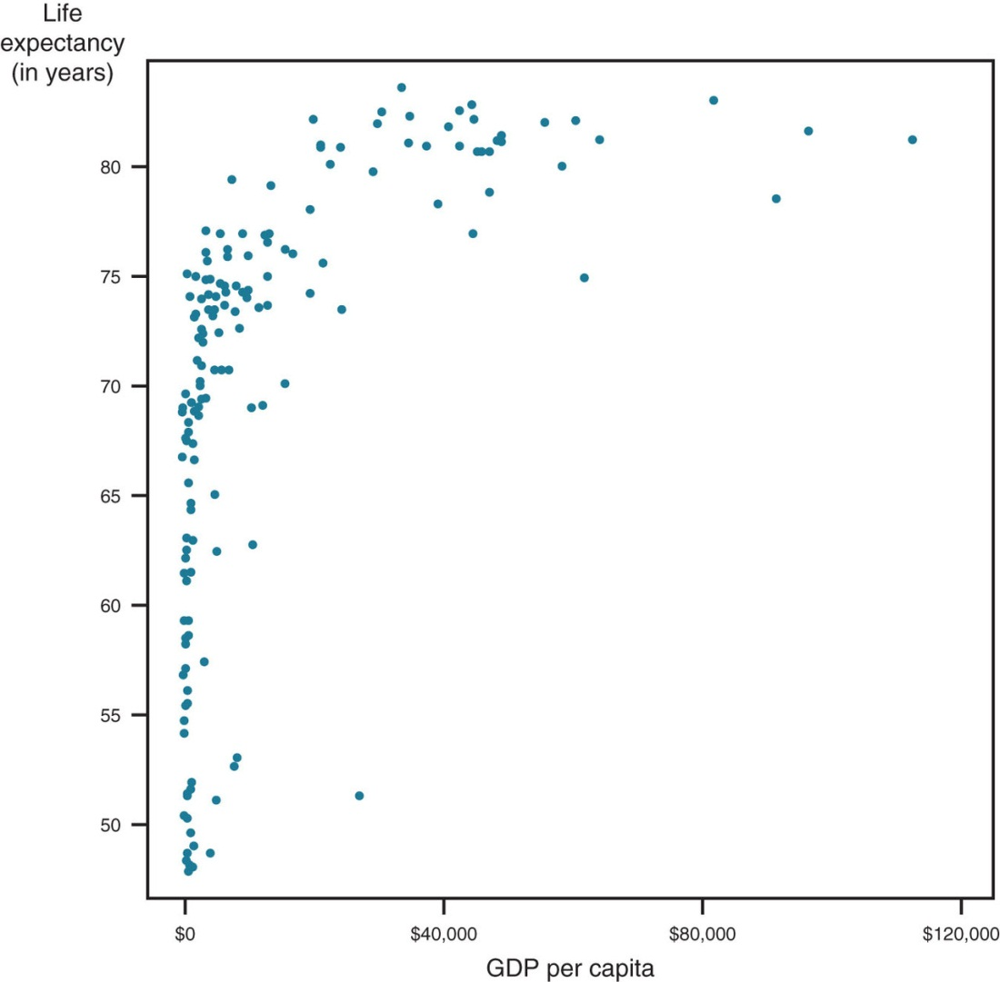 Life
expectancy
(in years)
80
75
70
65
60
55
50
$0
$40,000
$80,000
$120,000
GDP per capita